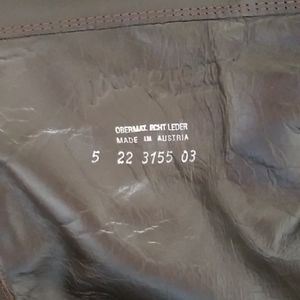 OBERMAT. ECHT LEDER
MADE IN AUSTRIA
5 22 3155 03